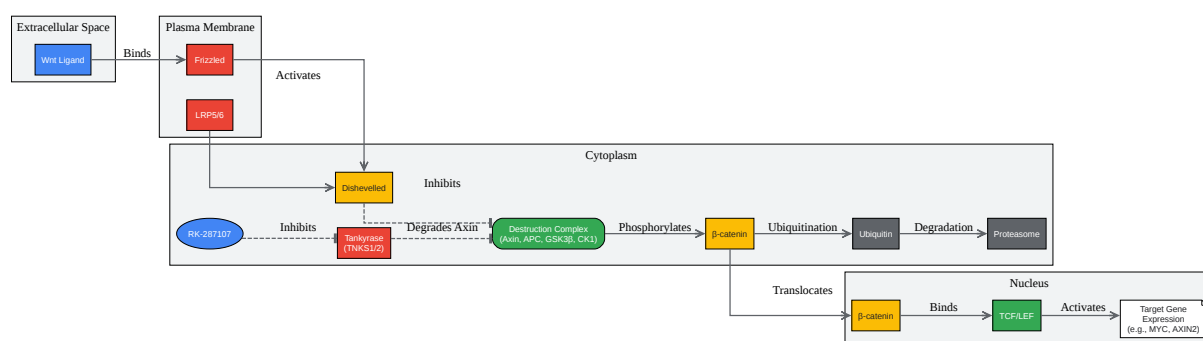 Extracellular Space
Plasma Membrane
Wnt Ligand
Binds
Frizzled
Activates
LRP5/6
Cytoplasm
Dishevelled
Inhibits
RK-287107
Inhibits
Tankyrase
(TNKS1/2)
Degrades Axin
Destruction Complex
(Axin, APC, GSK3β, CK1)
Phosphorylates
β-catenin
Ubiquitination
Ubiquitin
Degradation
Proteasome
Translocates
Nucleus
β-catenin
Binds
TCF/LEF
Activates
Target Gene
Expression
(e.g., MYC, AXIN2)